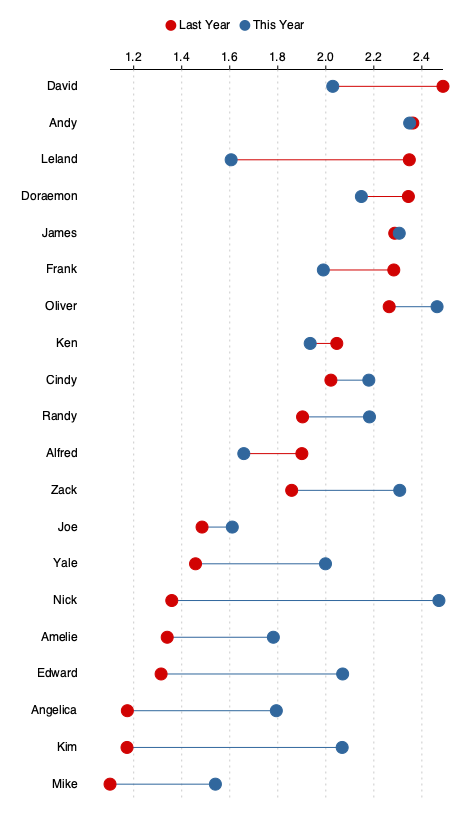 Last Year This Year
1.2 1.4 1.6 1.8 2.0 2.2 2.4
David
Andy
Leland
Doraemon
James
Frank
Oliver
Ken
Cindy
Randy
Alfred
Zack
Joe
Yale
Nick
Amelie
Edward
Angelica
Kim
Mike